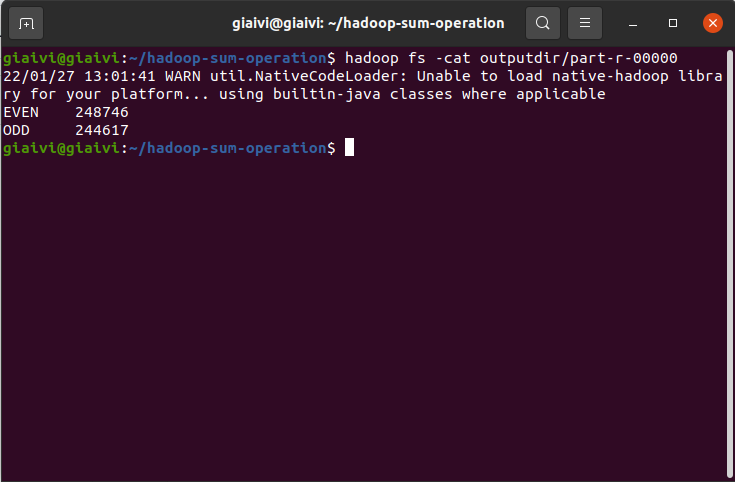 giaivi@giaivi: ~/hadoop-sum-operation
giaivi@giaivi:~/hadoop-sum-operation$ hadoop fs -cat outputdir/part-r-00000
22/01/27 13:01:41 WARN util.NativeCodeLoader: Unable to load native-hadoop libra
ry for your platform... using builtin-java classes where applicable
EVEN    248746
ODD     244617
giaivi@giaivi:~/hadoop-sum-operation$